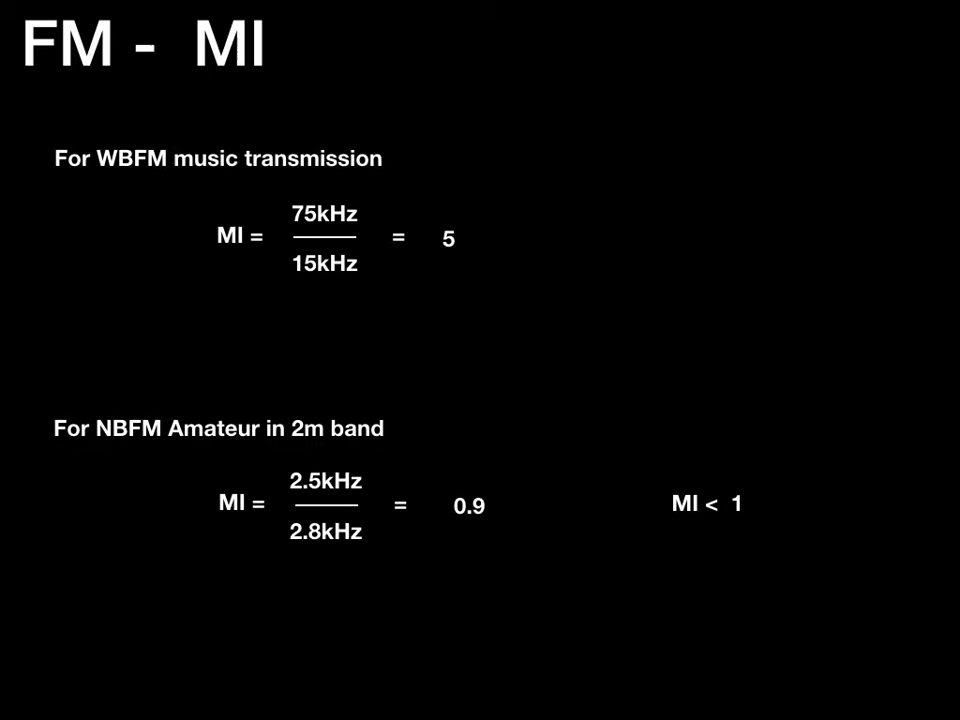 FM - MI
For WBFM music transmission
75kHz
MI = = 5
15kHz
For NBFM Amateur in 2m band
2.5kHz
MI = = 0.9 MI < 1
2.8kHz